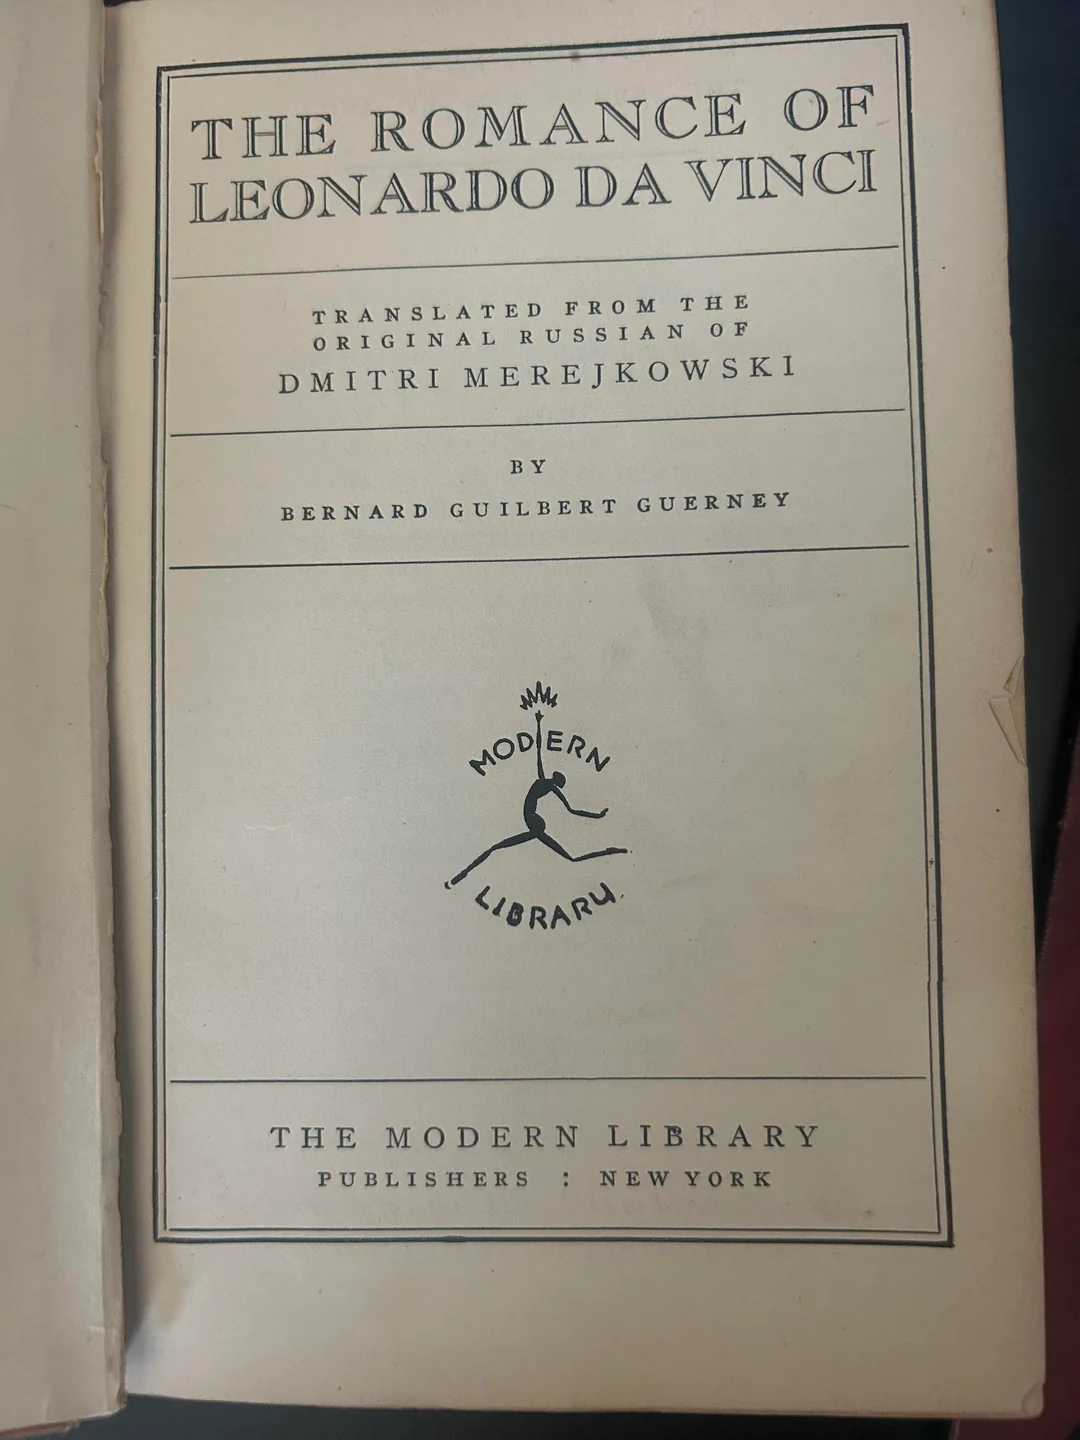 THE ROMANCE OF
LEONARDO DA VINCI
TRANSLATED FROM THE
ORIGINAL RUSSIAN OF
DMITRI MEREJKOWSKI
BY
BERNARD GUILBERT GUERNEY
MODERN
LIBRARY
THE MODERN LIBRARY
PUBLISHERS : NEW YORK